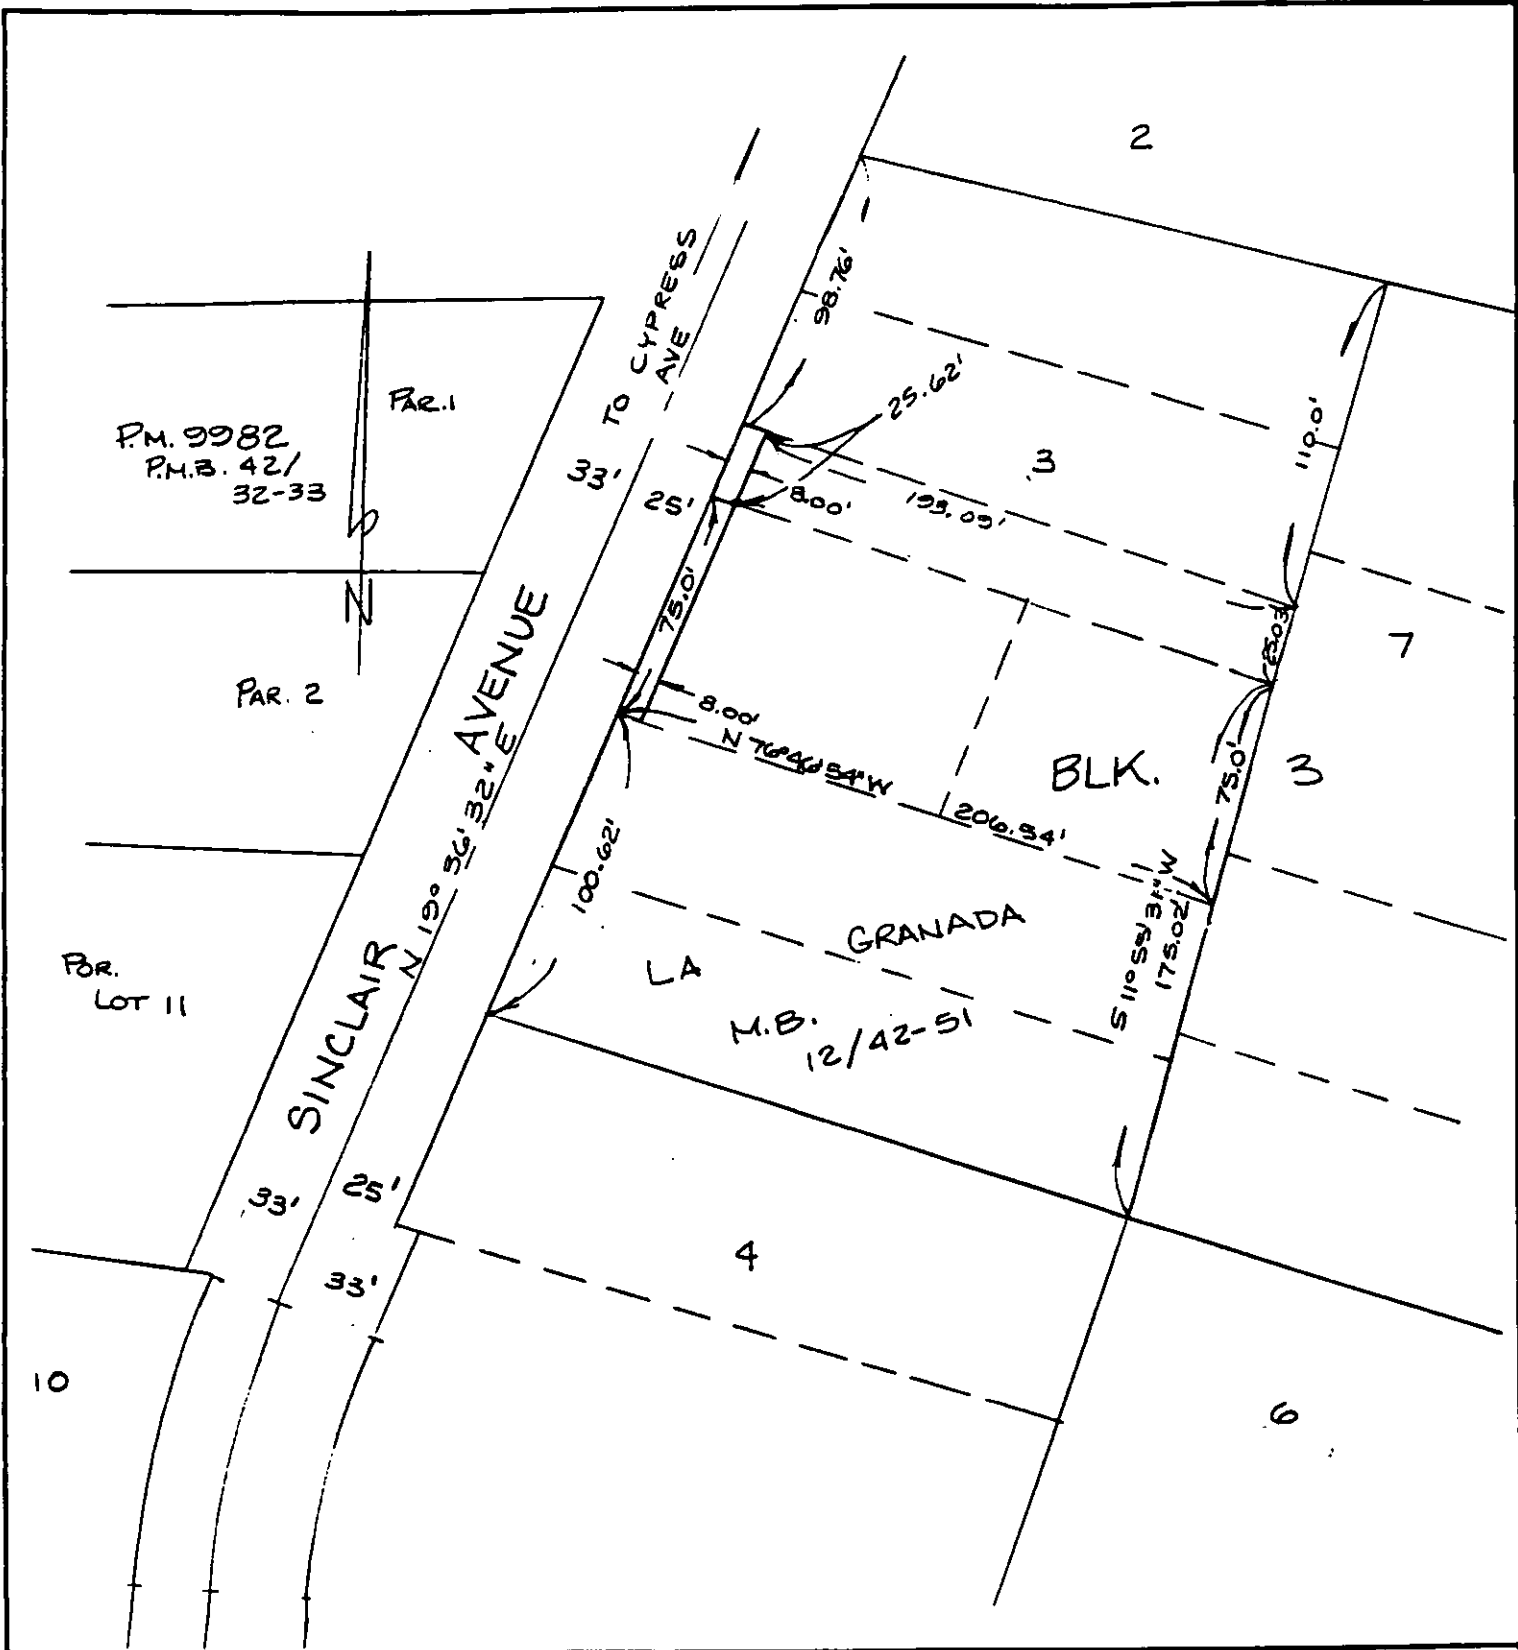 2
98.76'
TO CYPRESS
AVE
PAR.1
P.M. 9982
P.M.B. 42/
32-33
25.62'
110.0'
3
33'
25'
8.00'
193.09'
75.0'
25.03'
7
N
PAR. 2
SINCLAIR AVENUE
N 19° 36' 32" E
8.00'
N 76° 46' 54" W
206.54'
BLK. 3
75.0'
100.62'
S 11° 55' 31" W
175.02'
LA GRANADA
M.B.
12/42-51
POR.
LOT 11
33'
25'
33'
4
10
6